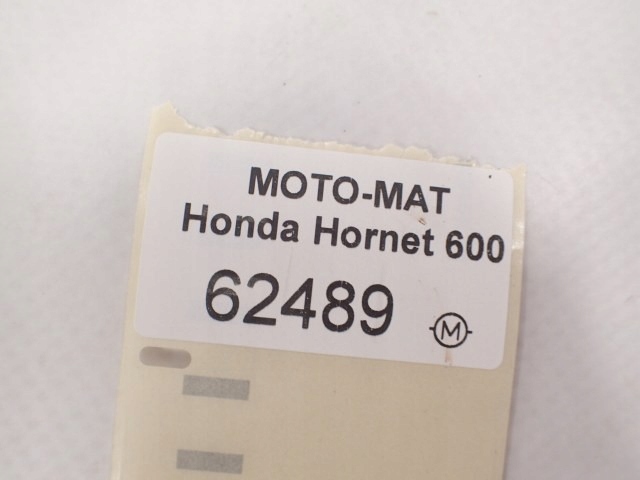 MOTO-MAT
Honda Hornet 600
62489
M